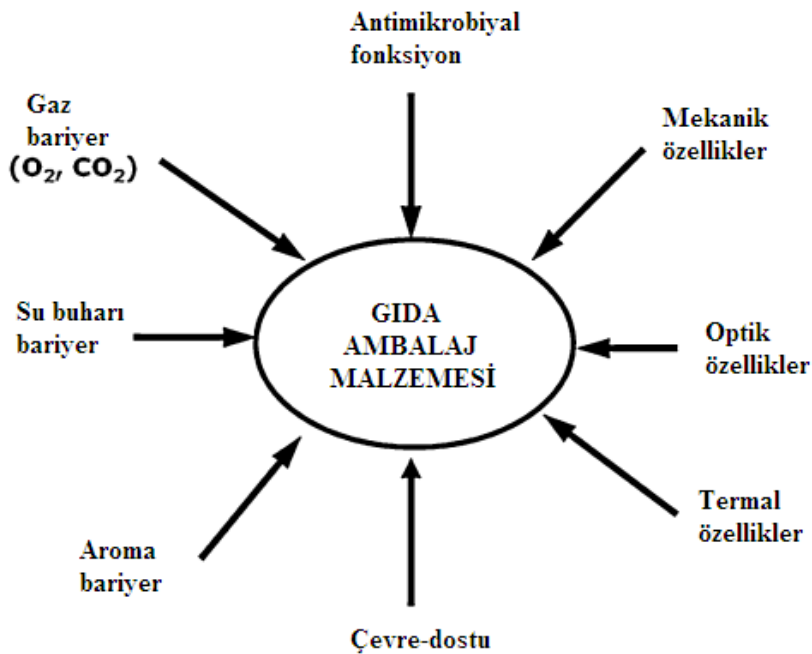 Antimikrobiyal
fonksiyon
Gaz
bariyer
(O₂, CO₂)
Mekanik
özellikler
Su buharı
bariyer
GIDA
AMBALAJ
MALZEMESİ
Optik
özellikler
Aroma
bariyer
Termal
özellikler
Çevre-dostu